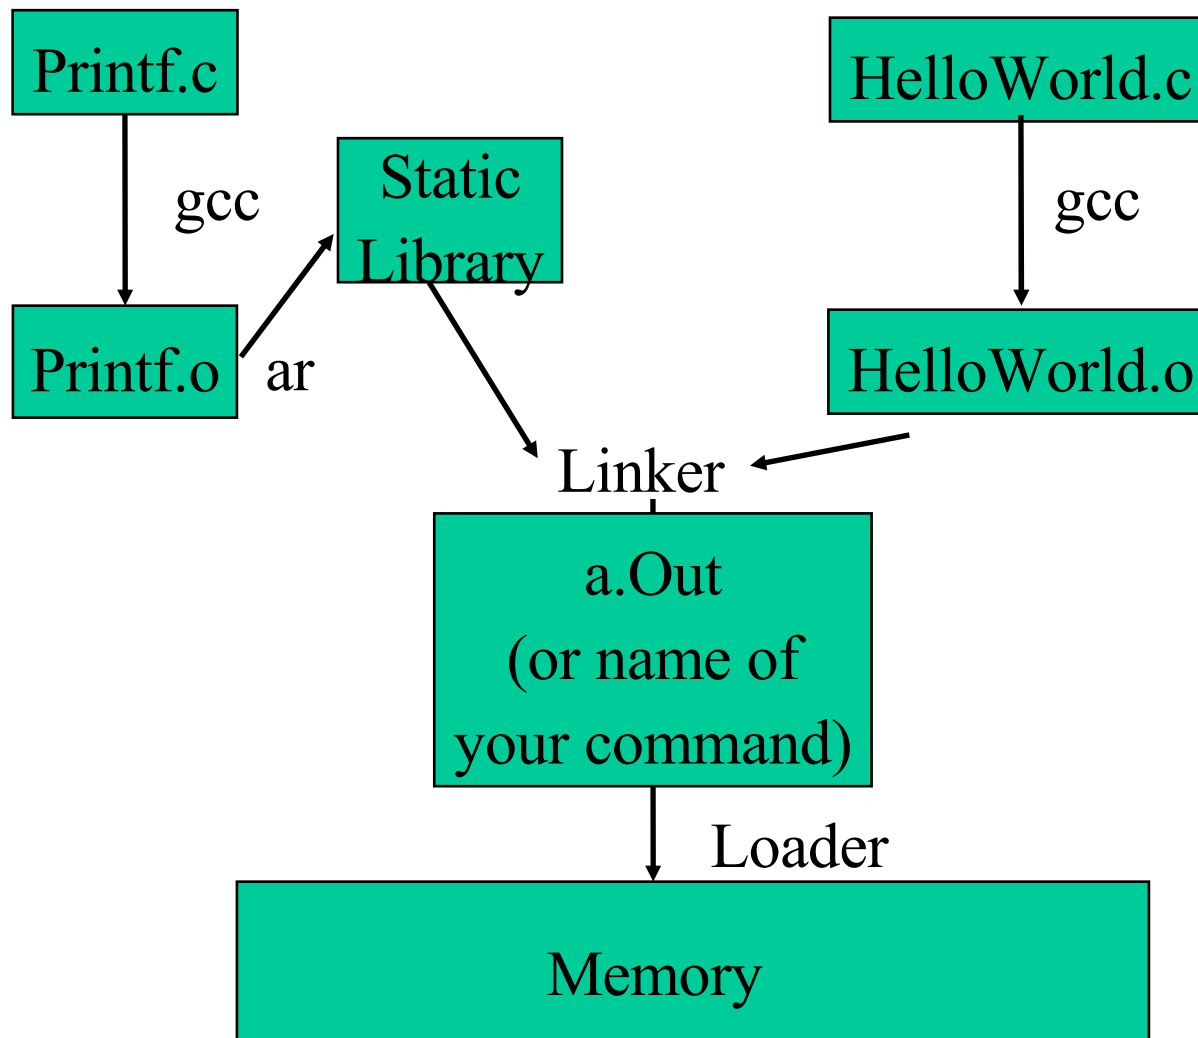 Printf.c
HelloWorld.c
Static
Library
gcc
gcc
Printf.o
ar
HelloWorld.o
Linker
a.Out
(or name of
your command)
Loader
Memory